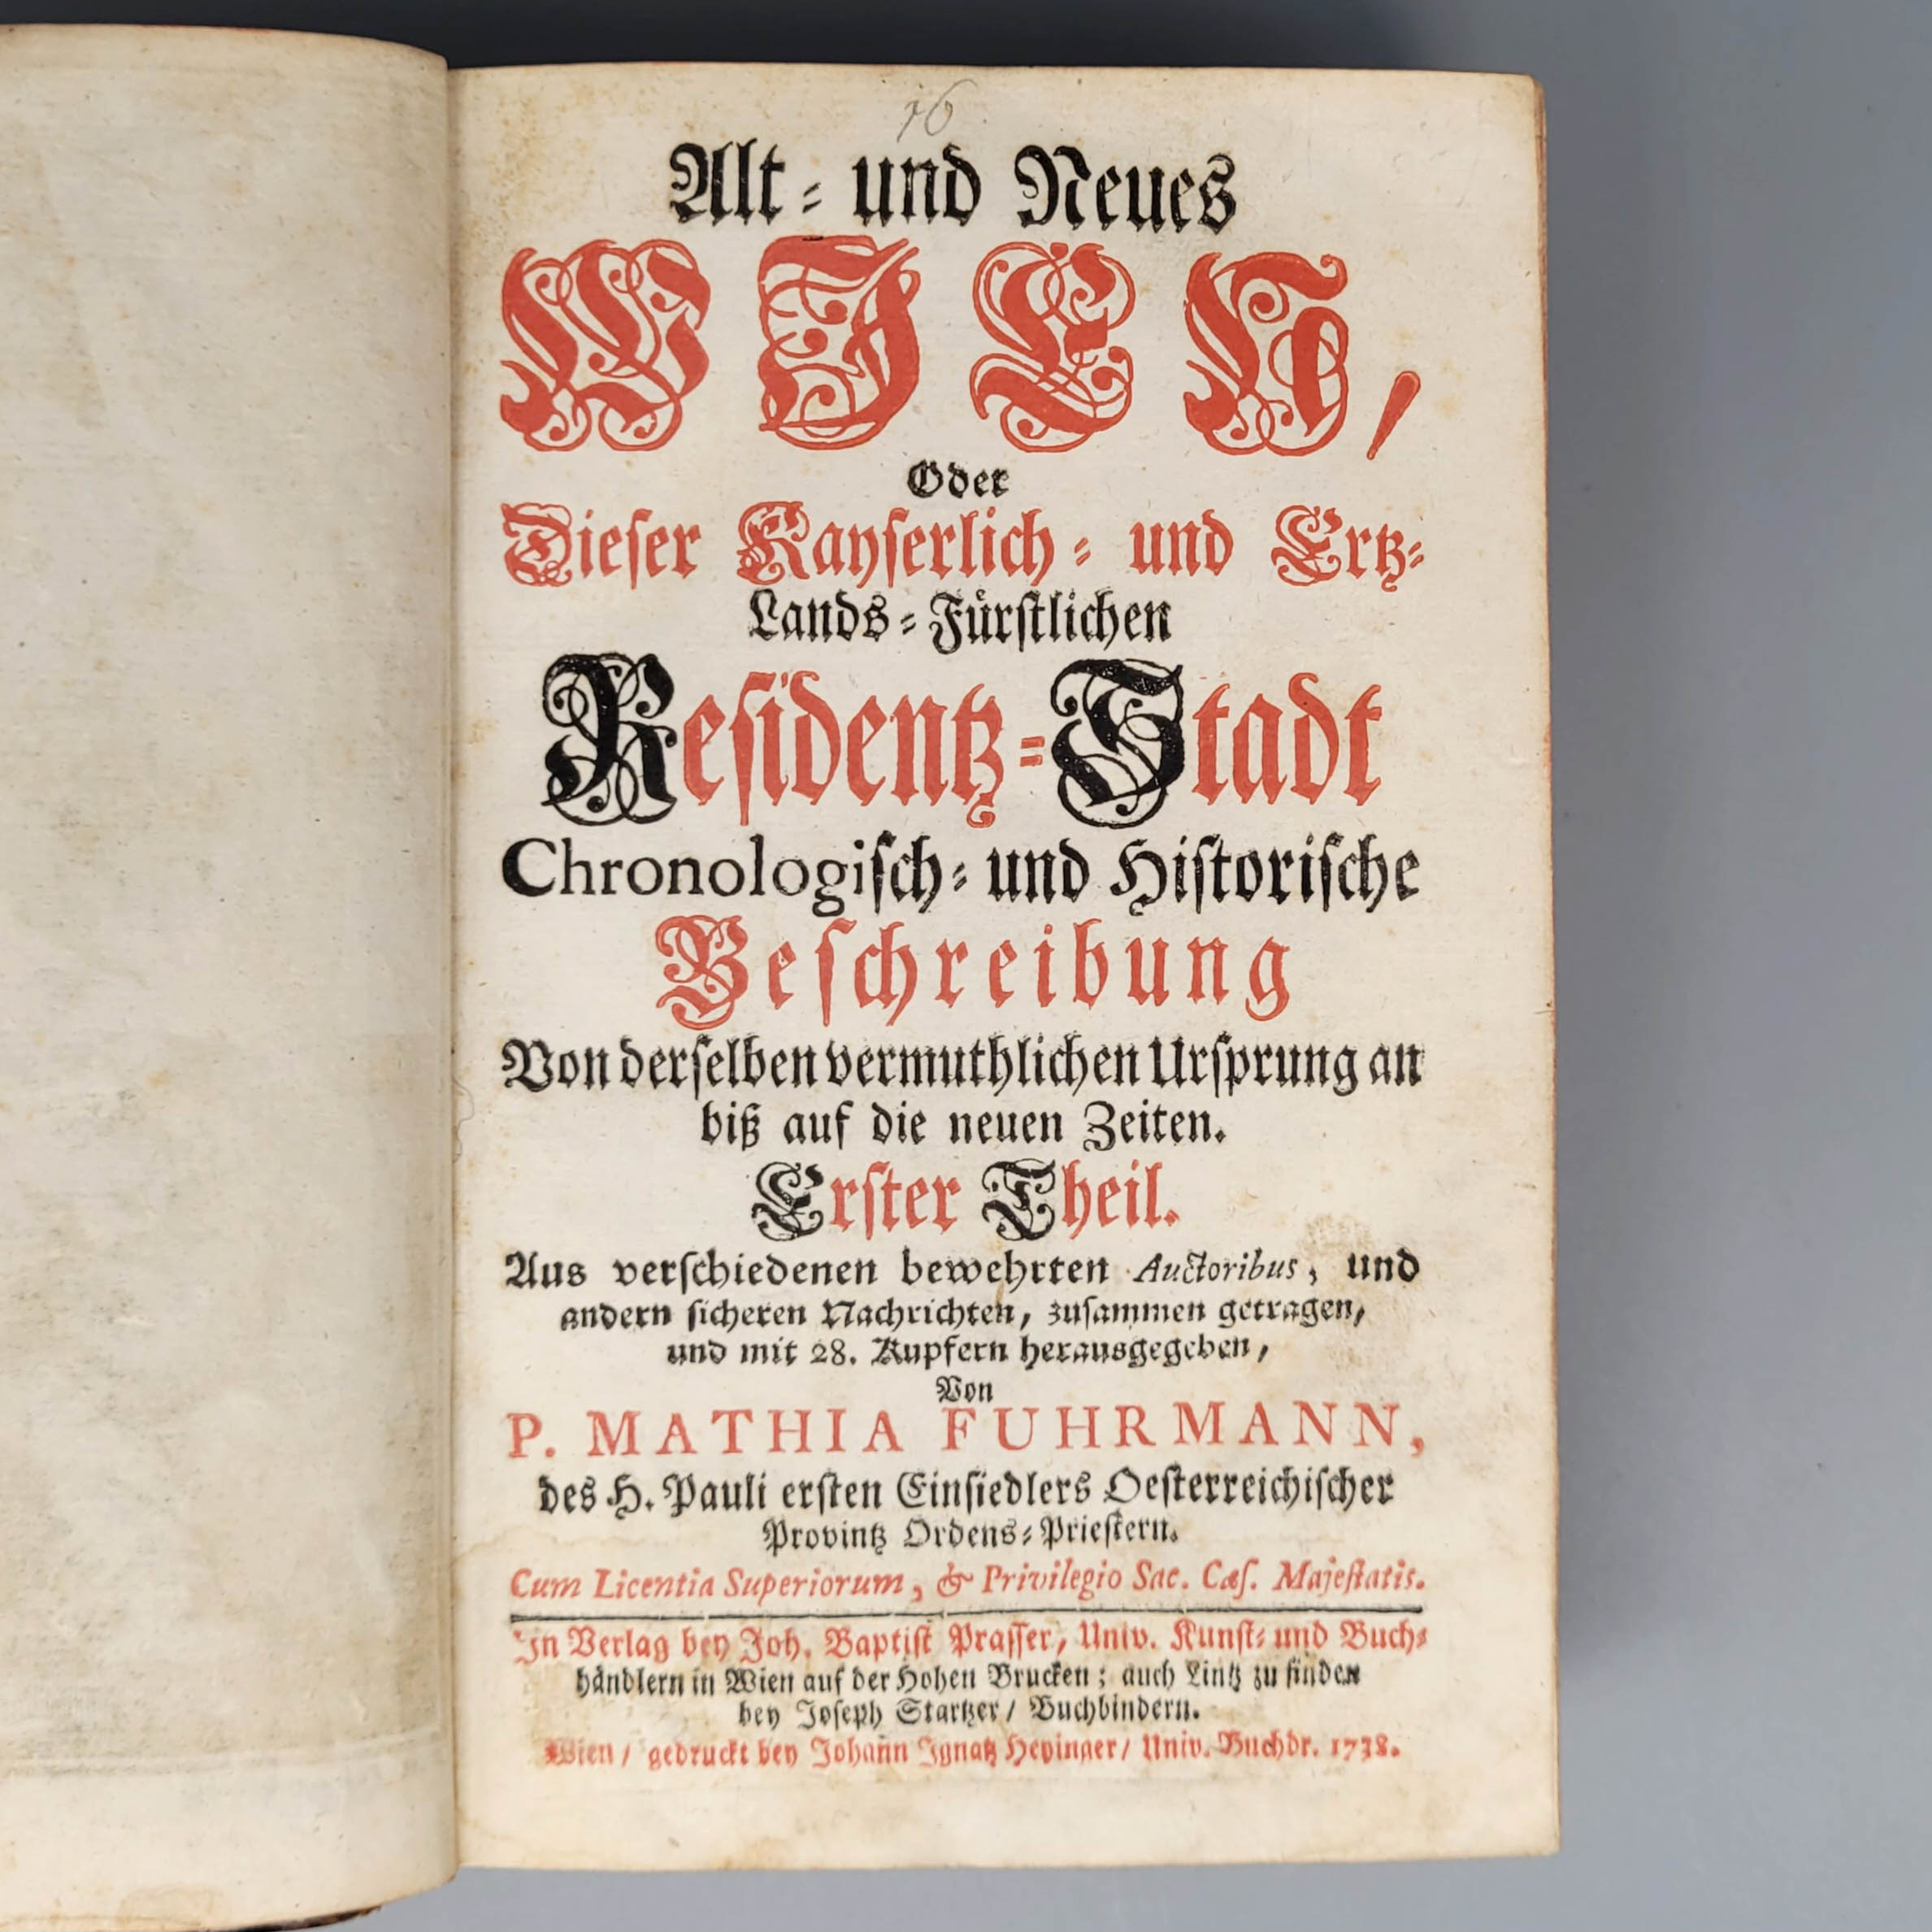 16
Alt- und Neues
WIEN,
Oder
Dieser Kayserlich- und Ertz-
Lands-Fürstlichen
Residentz-Stadt
Chronologisch- und Historische
Beschreibung
Von derselben vermuthlichen Ursprung an
biß auf die neuen Zeiten.
Erster Theil.
Aus verschiedenen bewehrten Auctoribus, und
andern sicheren Nachrichten, zusammen getragen,
und mit 28. Kupfern herausgegeben,
Von
P. MATHIA FUHRMANN,
des H. Pauli ersten Einsiedlers Oesterreichischer
Provintz Ordens-Priestern.
Cum Licentia Superiorum, & Privilegio Sac. Cæs. Majestatis.
In Verlag bey Joh. Baptist Prasser, Univ. Kunst- und Buch-
händlern in Wien auf der Hohen Brucken; auch Lintz zu finden
bey Joseph Startzer / Buchbindern.
Wien / gedruckt bey Johann Ignatz Heyinger / Univ. Buchdr. 1738.